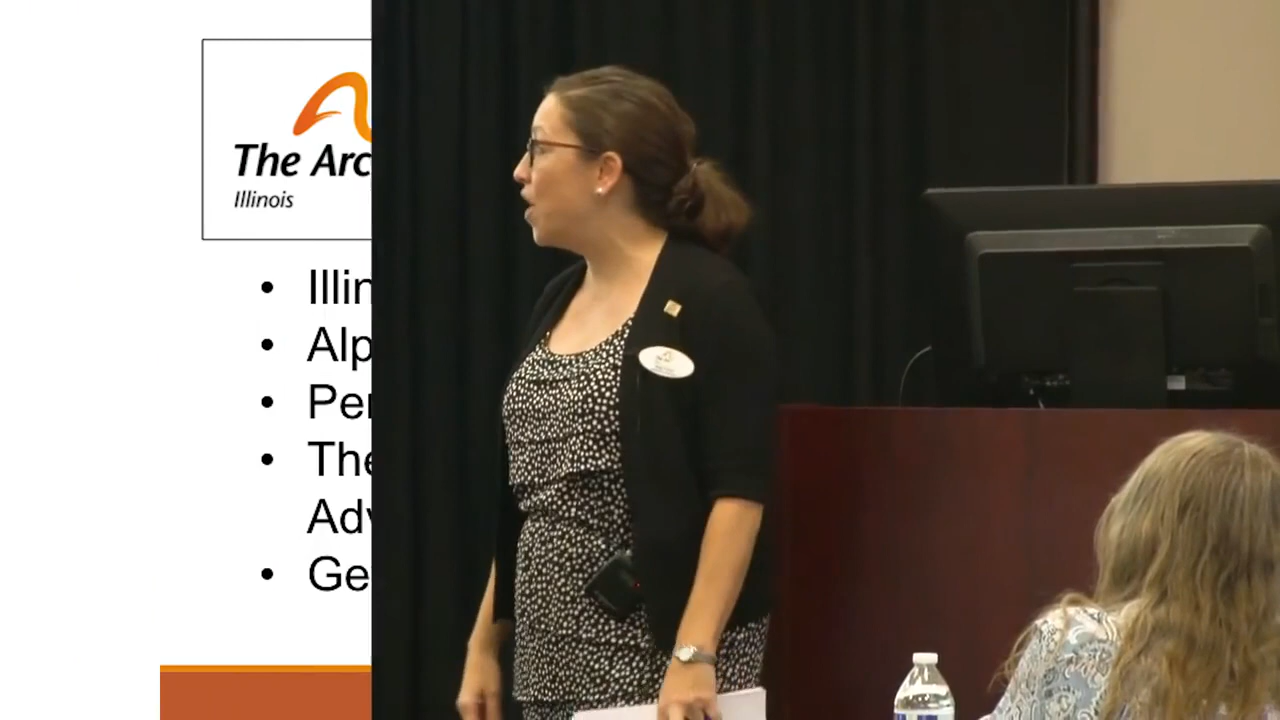 The Arc
Illinois
• Illin
• Alp
• Per
• The
Adv
• Ge